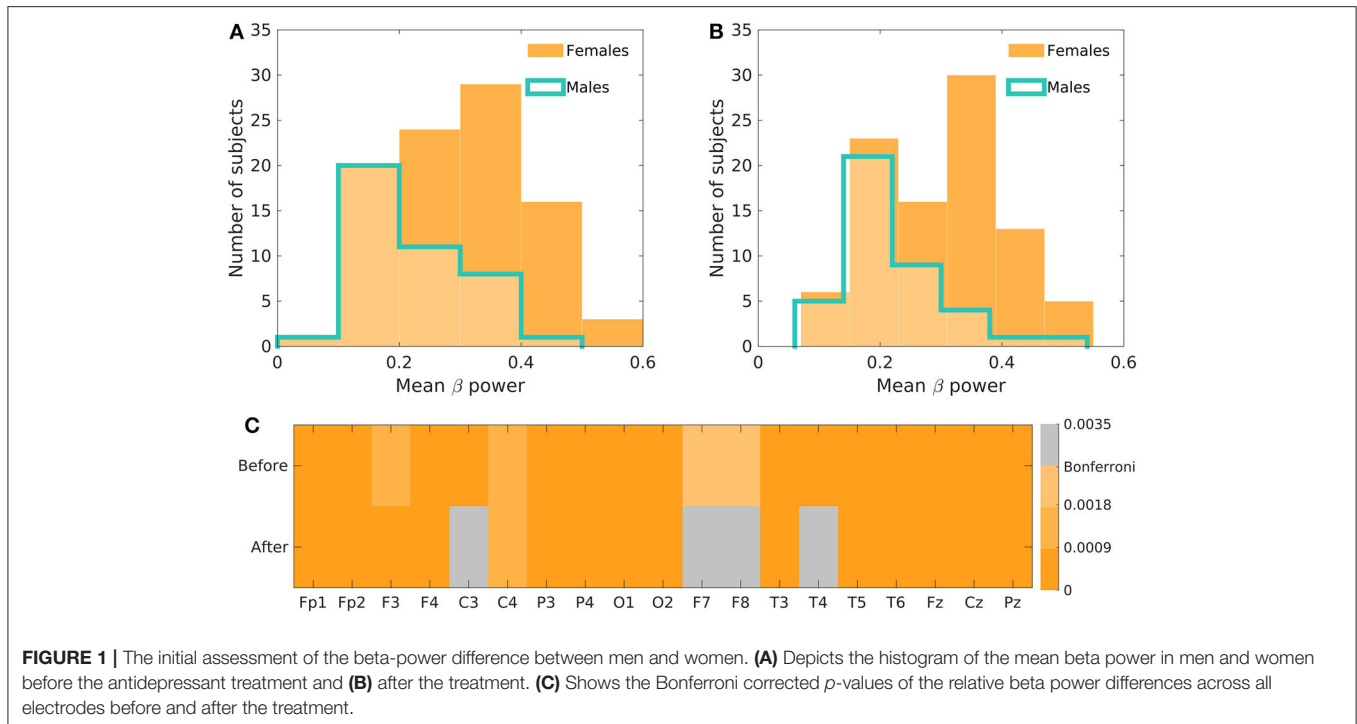 A
35
30
25
20
15
10
5
0
Number of subjects
Females
Males
0 0.2 0.4 0.6
Mean β power
B
35
30
25
20
15
10
5
0
Number of subjects
Females
Males
0 0.2 0.4 0.6
Mean β power
C
Before
After
Fp1 Fp2 F3 F4 C3 C4 P3 P4 O1 O2 F7 F8 T3 T4 T5 T6 Fz Cz Pz
0.0035
Bonferroni
0.0018
0.0009
0
FIGURE 1 | The initial assessment of the beta-power difference between men and women. (A) Depicts the histogram of the mean beta power in men and women
before the antidepressant treatment and (B) after the treatment. (C) Shows the Bonferroni corrected p-values of the relative beta power differences across all
electrodes before and after the treatment.